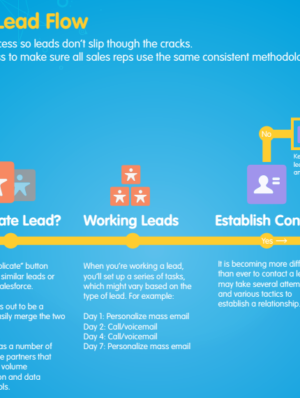 Lead Flow
cess so leads don't slip though the cracks.
s to make sure all sales reps use the same consistent methodolo
No
Ke
lea
an
ate Lead?
Working Leads
Establish Con
Yes
plicate" button
similar leads or
alesforce.
s out to be a
asily merge the two
as a number of
e partners that
volume
on and data
ols.
When you're working a lead,
you'll set up a series of tasks,
which might vary based on the
type of lead. For example:
Day 1: Personalize mass email
Day 2: Call/voicemail
Day 4: Call/voicemail
Day 7: Personalize mass email
It is becoming more diff
than ever to contact a le
may take several attem
and various tactics to
establish a relationship